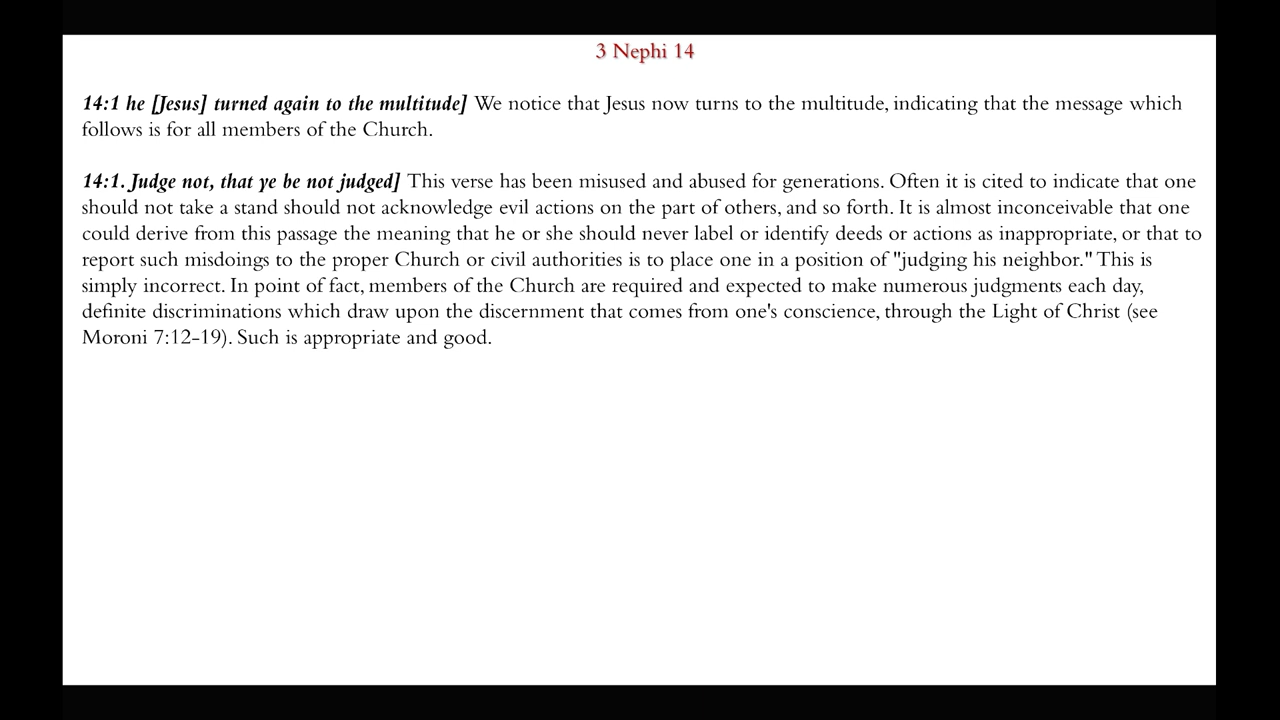 3 Nephi 14
14:1 he [Jesus] turned again to the multitude] We notice that Jesus now turns to the multitude, indicating that the message which
follows is for all members of the Church.
14:1. Judge not, that ye be not judged] This verse has been misused and abused for generations. Often it is cited to indicate that one
should not take a stand should not acknowledge evil actions on the part of others, and so forth. It is almost inconceivable that one
could derive from this passage the meaning that he or she should never label or identify deeds or actions as inappropriate, or that to
report such misdoings to the proper Church or civil authorities is to place one in a position of "judging his neighbor." This is
simply incorrect. In point of fact, members of the Church are required and expected to make numerous judgments each day,
definite discriminations which draw upon the discernment that comes from one's conscience, through the Light of Christ (see
Moroni 7:12-19). Such is appropriate and good.